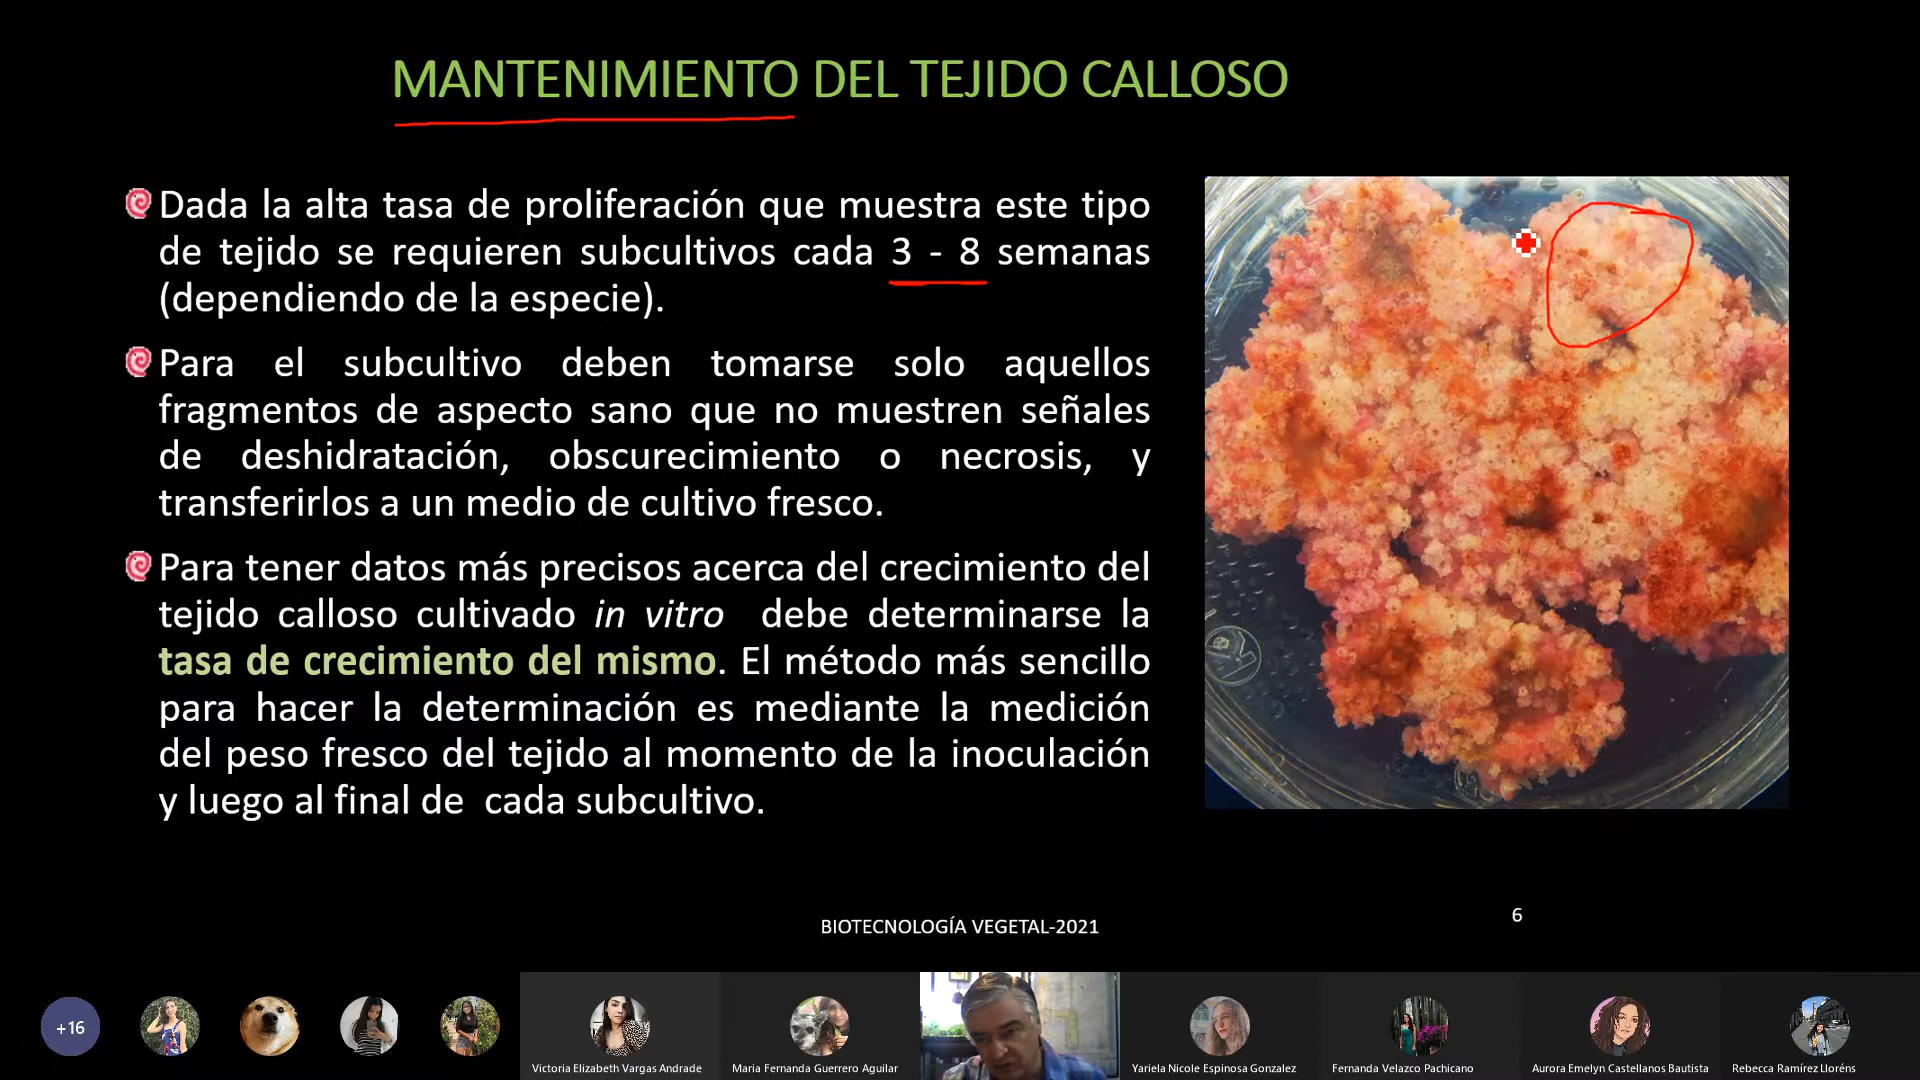 MANTENIMIENTO DEL TEJIDO CALLOSO
Dada la alta tasa de proliferación que muestra este tipo
de tejido se requieren subcultivos cada 3 - 8 semanas
(dependiendo de la especie).
Para el subcultivo deben tomarse solo aquellos
fragmentos de aspecto sano que no muestren señales
de deshidratación, obscurecimiento o necrosis, y
transferirlos a un medio de cultivo fresco.
Para tener datos más precisos acerca del crecimiento del
tejido calloso cultivado in vitro debe determinarse la
tasa de crecimiento del mismo. El método más sencillo
para hacer la determinación es mediante la medición
del peso fresco del tejido al momento de la inoculación
y luego al final de cada subcultivo.
BIOTECNOLOGÍA VEGETAL-2021
6
+16
Victoria Elizabeth Vargas Andrade
Maria Fernanda Guerrero Aguilar
Yariela Nicole Espinosa Gonzalez
Fernanda Velazco Pachicano
Aurora Emelyn Castellanos Bautista
Rebecca Ramírez Lloréns